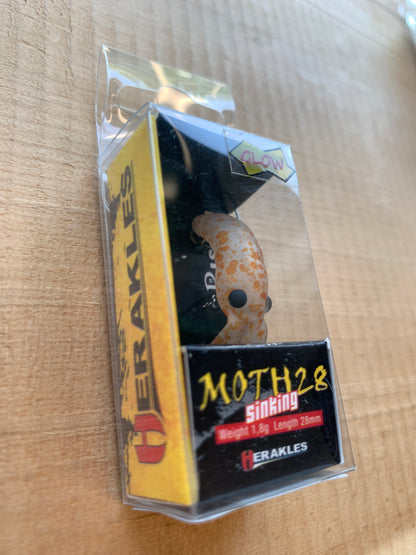 GLOW
HERAKLES
MOTH28
Sinking
Weight 1,8g Length 28mm
HERAKLES